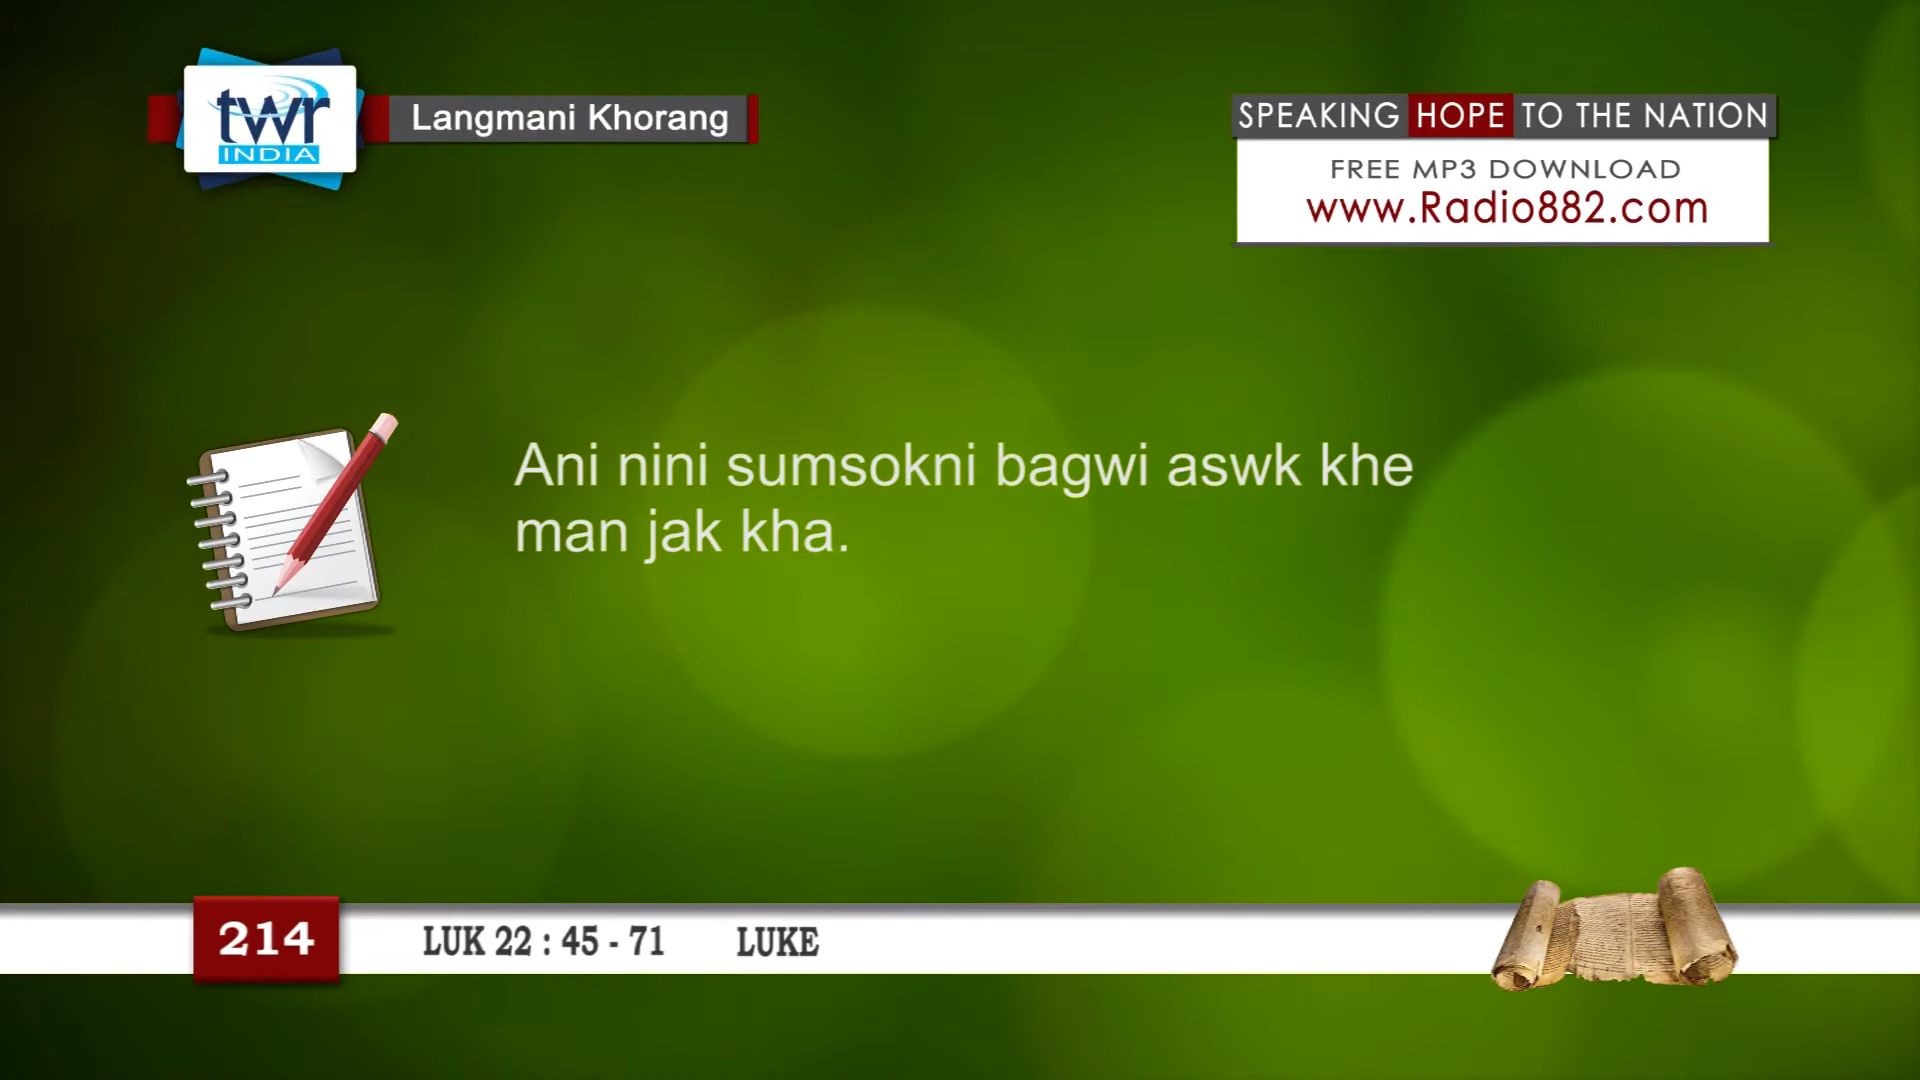 twr
INDIA
Langmani Khorang
SPEAKING HOPE TO THE NATION
FREE MP3 DOWNLOAD
www.Radio882.com
Ani nini sumsokni bagwi aswk khe
man jak kha.
214
LUK 22 : 45 - 71 LUKE